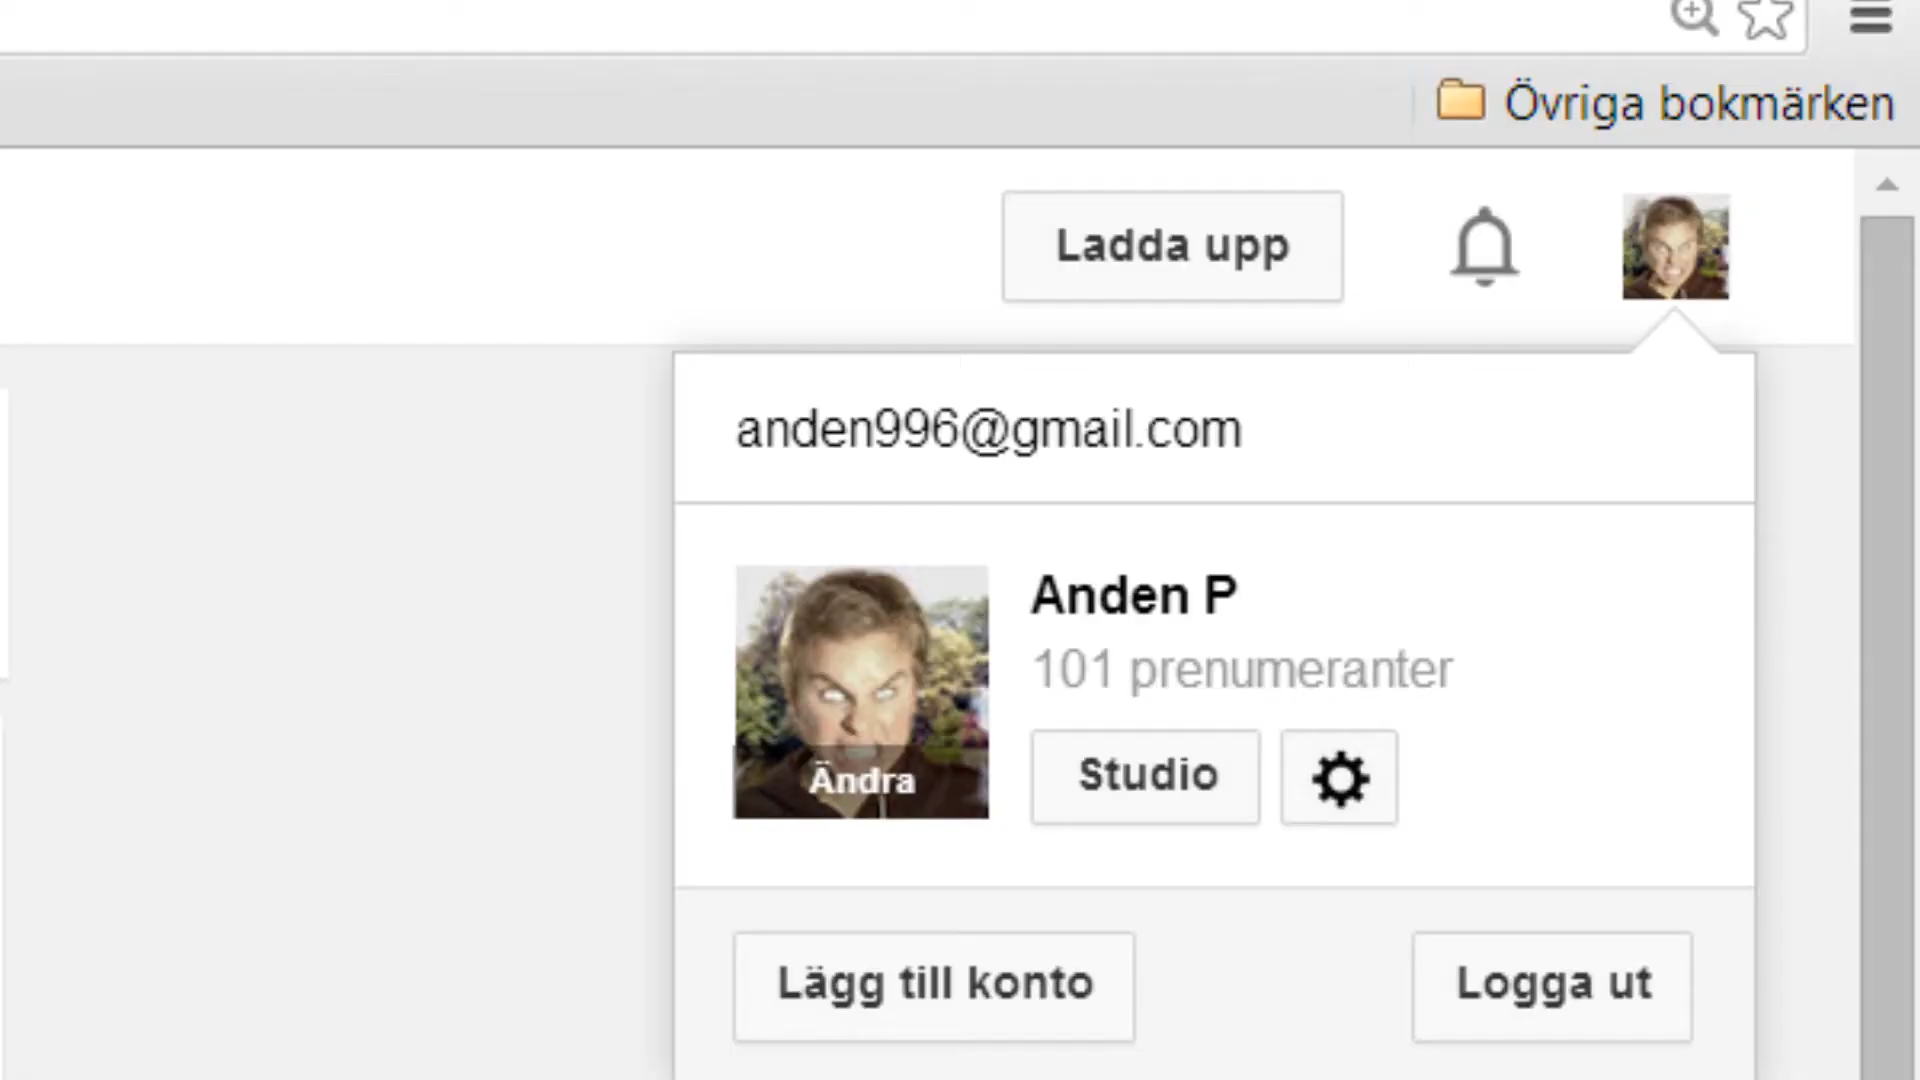 Övriga bokmärken
Ladda upp
anden996@gmail.com
Anden P
101 prenumeranter
Ändra
Studio
Lägg till konto
Logga ut